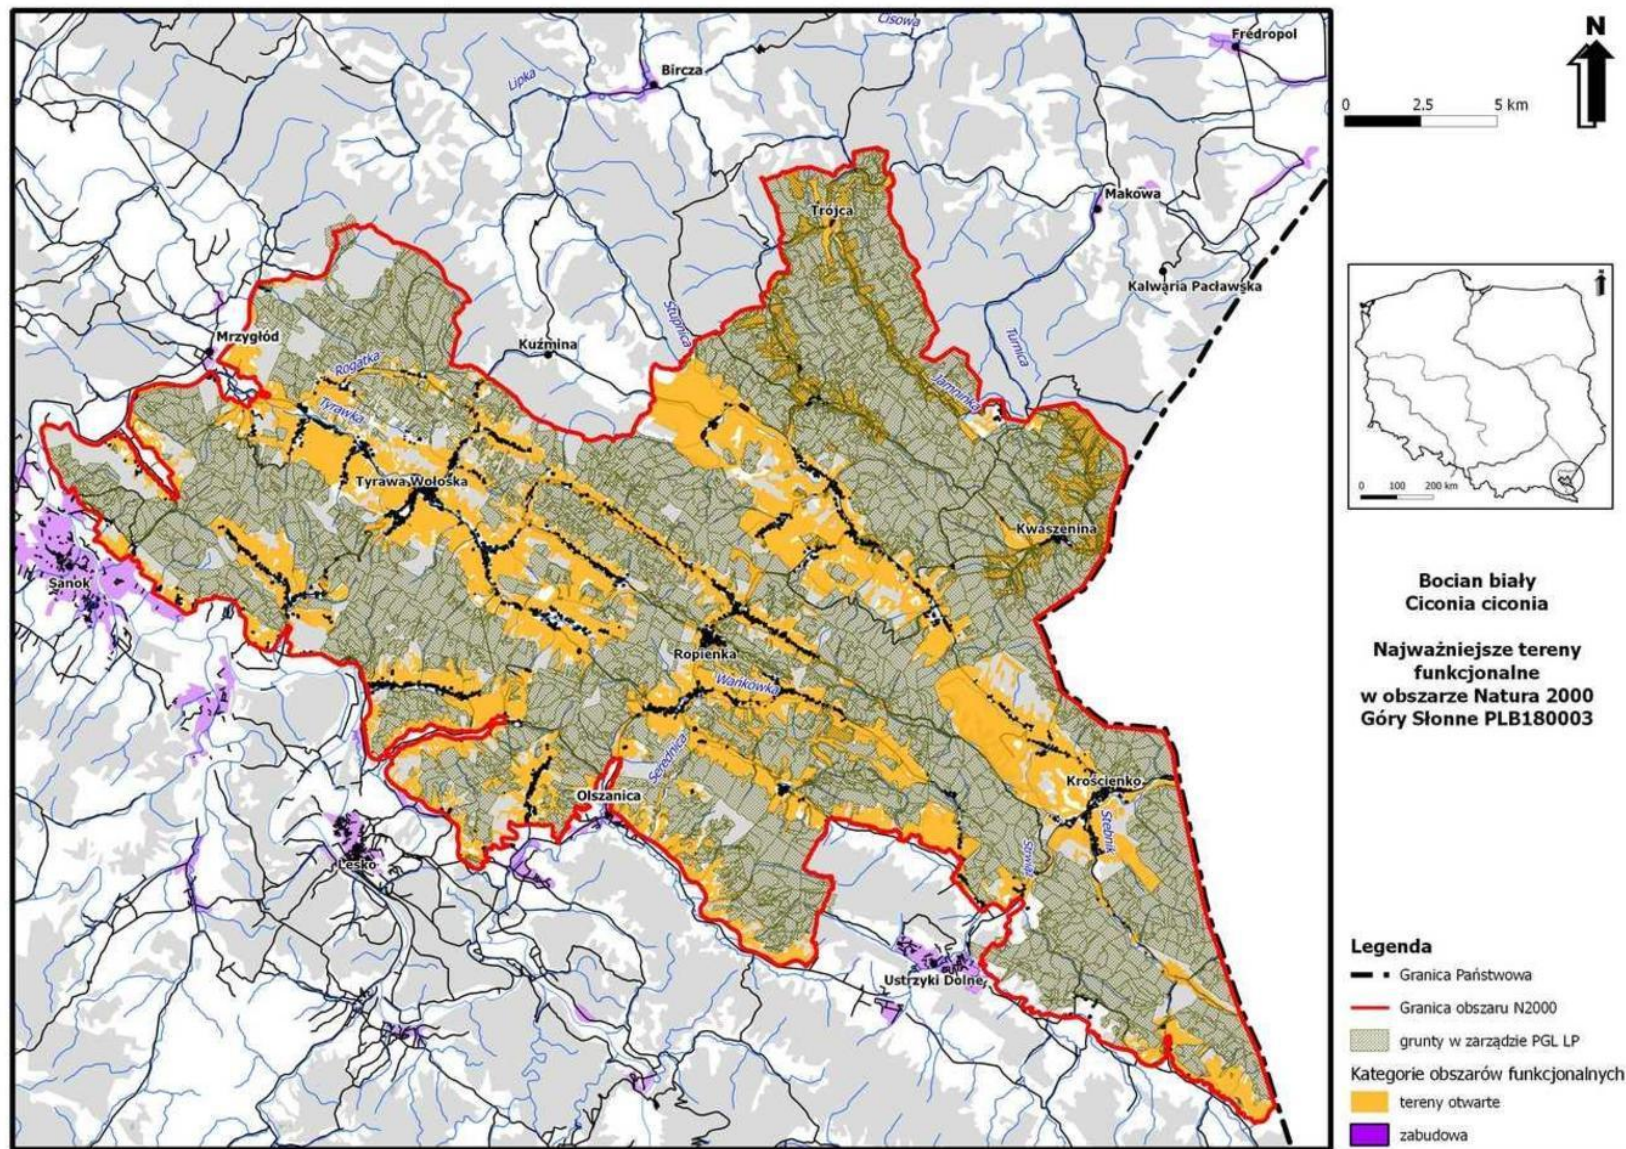 Cisowa
Fredropol
N
Bircza
Lipka
0 2.5 5 km
Makowa
Trójca
Kalwaria Pacławska
Stupnica
Turnica
Mrzygłód
Kuźmina
Rogatka
Jamninka
Tyrawka
Tyrawa Wołoska
0 100 200 km
Kwaszenina
Sanok
Bocian biały
Ciconia ciconia
Najważniejsze tereny
funkcjonalne
w obszarze Natura 2000
Góry Słonne PLB180003
Ropienka
Wańkówka
Serednica
Olszanica
Krościenko
Stebnik
Strwiąż
Lesko
Ustrzyki Dolne
Legenda
Granica Państwowa
Granica obszaru N2000
grunty w zarządzie PGL LP
Kategorie obszarów funkcjonalnych
tereny otwarte
zabudowa